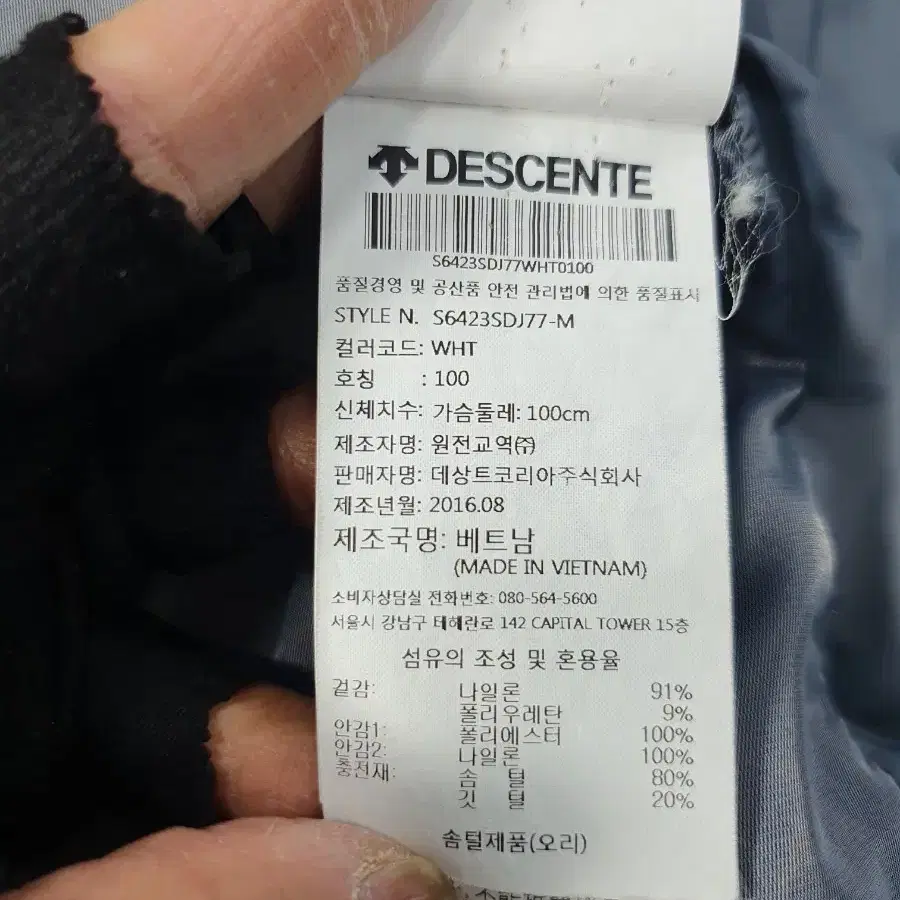 DESCENTE
S6423SDJ77WHT0100
품질경영 및 공산품 안전 관리법에 의한 품질표시
STYLE N. S6423SDJ77-M
컬러코드: WHT
호칭 : 100
신체치수: 가슴둘레: 100cm
제조자명: 원전교역(주)
판매자명: 데상트코리아주식회사
제조년월: 2016.08
제조국명: 베트남
(MADE IN VIETNAM)
소비자상담실 전화번호: 080-564-5600
서울시 강남구 테헤란로 142 CAPITAL TOWER 15층
섬유의 조성 및 혼용율
겉감: 나일론 91%
폴리우레탄 9%
안감1: 폴리에스터 100%
안감2: 나일론 100%
충전재: 솜 털 80%
깃 털 20%
솜털제품(오리)